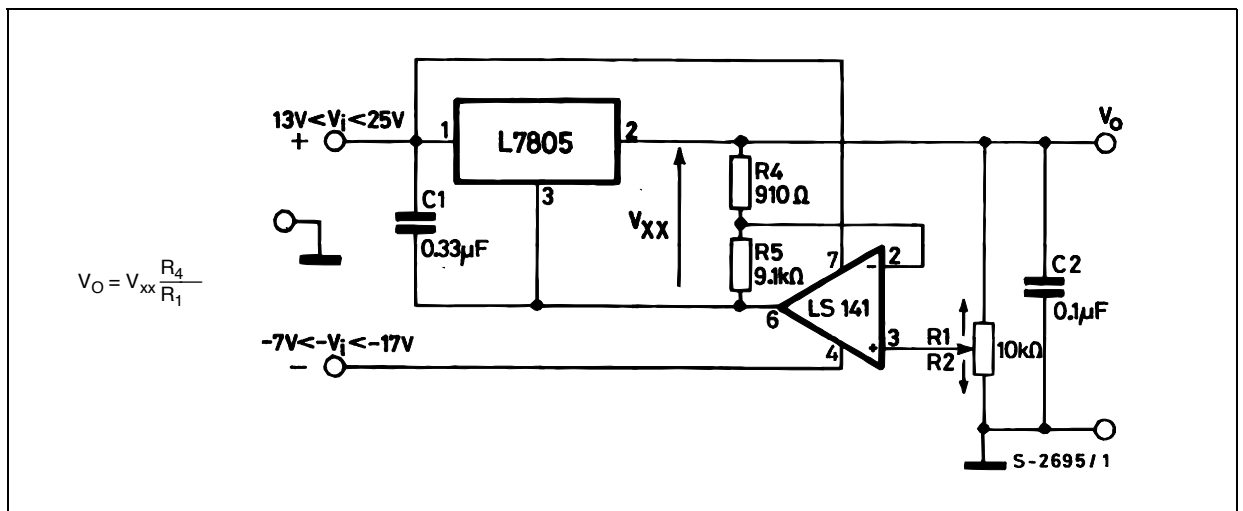 13V<Vi<25V
+
1
L7805
2
3
C1
0.33µF
VXX
R4
910Ω
R5
9.1kΩ
7
2
-
LS 141
6
3
+
4
R1
R2
10kΩ
C2
0.1µF
Vo
VO = Vxx R4
R1
-7V<-Vi<-17V
−
S-2695/1